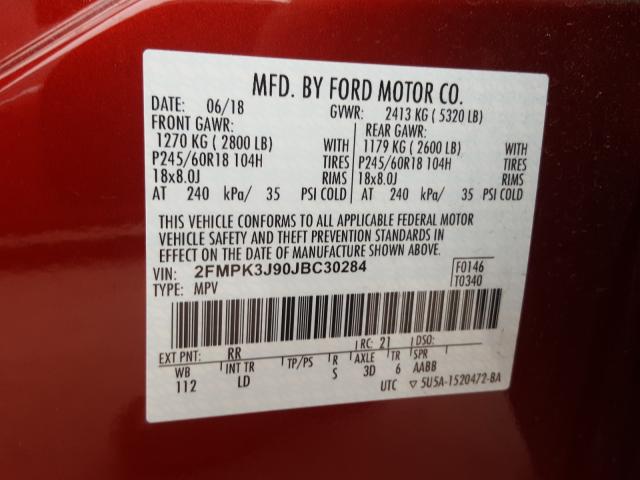 MFD. BY FORD MOTOR CO.
DATE: 06/18 GVWR: 2413 KG ( 5320 LB)
FRONT GAWR: REAR GAWR:
1270 KG ( 2800 LB) WITH 1179 KG ( 2600 LB) WITH
P245/60R18 104H TIRES P245/60R18 104H TIRES
18x8.0J RIMS 18x8.0J RIMS
AT 240 kPa/ 35 PSI COLD AT 240 kPa/ 35 PSI COLD
THIS VEHICLE CONFORMS TO ALL APPLICABLE FEDERAL MOTOR
VEHICLE SAFETY AND THEFT PREVENTION STANDARDS IN
EFFECT ON THE DATE OF MANUFACTURE SHOWN ABOVE.
VIN: 2FMPK3J90JBC30284 F0146
TYPE: MPV T0340
EXT PNT: RR RC: 21 DSO:
WB INT TR TP/PS R AXLE TR SPR
112 LD S 3D 6 AABB
UTC ▽ 5U5A-1520472-BA